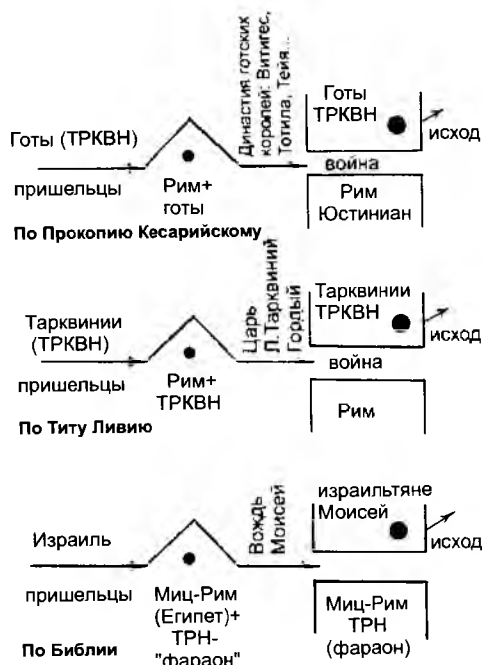 Династия готских
королей: Витигес,
Тотила, Тейя...
Готы
ТРКВН
исход
Готы (ТРКВН)
пришельцы
Рим+
готы
война
Рим
Юстиниан
По Прокопию Кесарийскому
Царь
Л.Тарквиний
Гордый
Тарквинии
ТРКВН
исход
Тарквинии
(ТРКВН)
пришельцы
Рим+
ТРКВН
война
Рим
По Титу Ливию
Вождь
Моисей
израильтяне
Моисей
исход
Израиль
пришельцы
Миц-Рим
(Египет)+
ТРН-
"фараон"
Миц-Рим
ТРН
(фараон)
По Библии